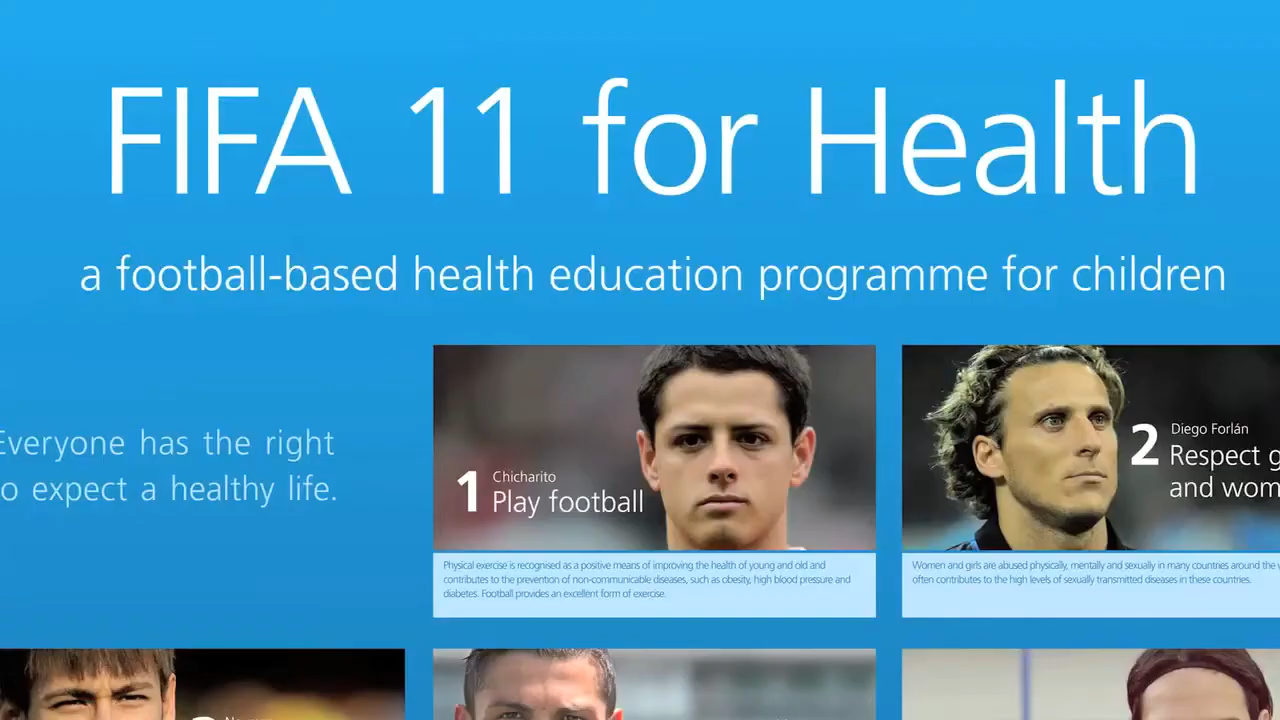 FIFA 11 for Health
a football-based health education programme for children
Everyone has the right
o expect a healthy life.
1
Chicharito
Play football
Physical exercise is recognised as a positive means of improving the health of young and old and
contributes to the prevention of non-communicable diseases, such as obesity, high blood pressure and
diabetes. Football provides an excellent form of exercise.
2
Diego Forlán
Respect g
and wom
Women and girls are abused physically, mentally and sexually in many countries around the
often contributes to the high levels of sexually transmitted diseases in these countries.